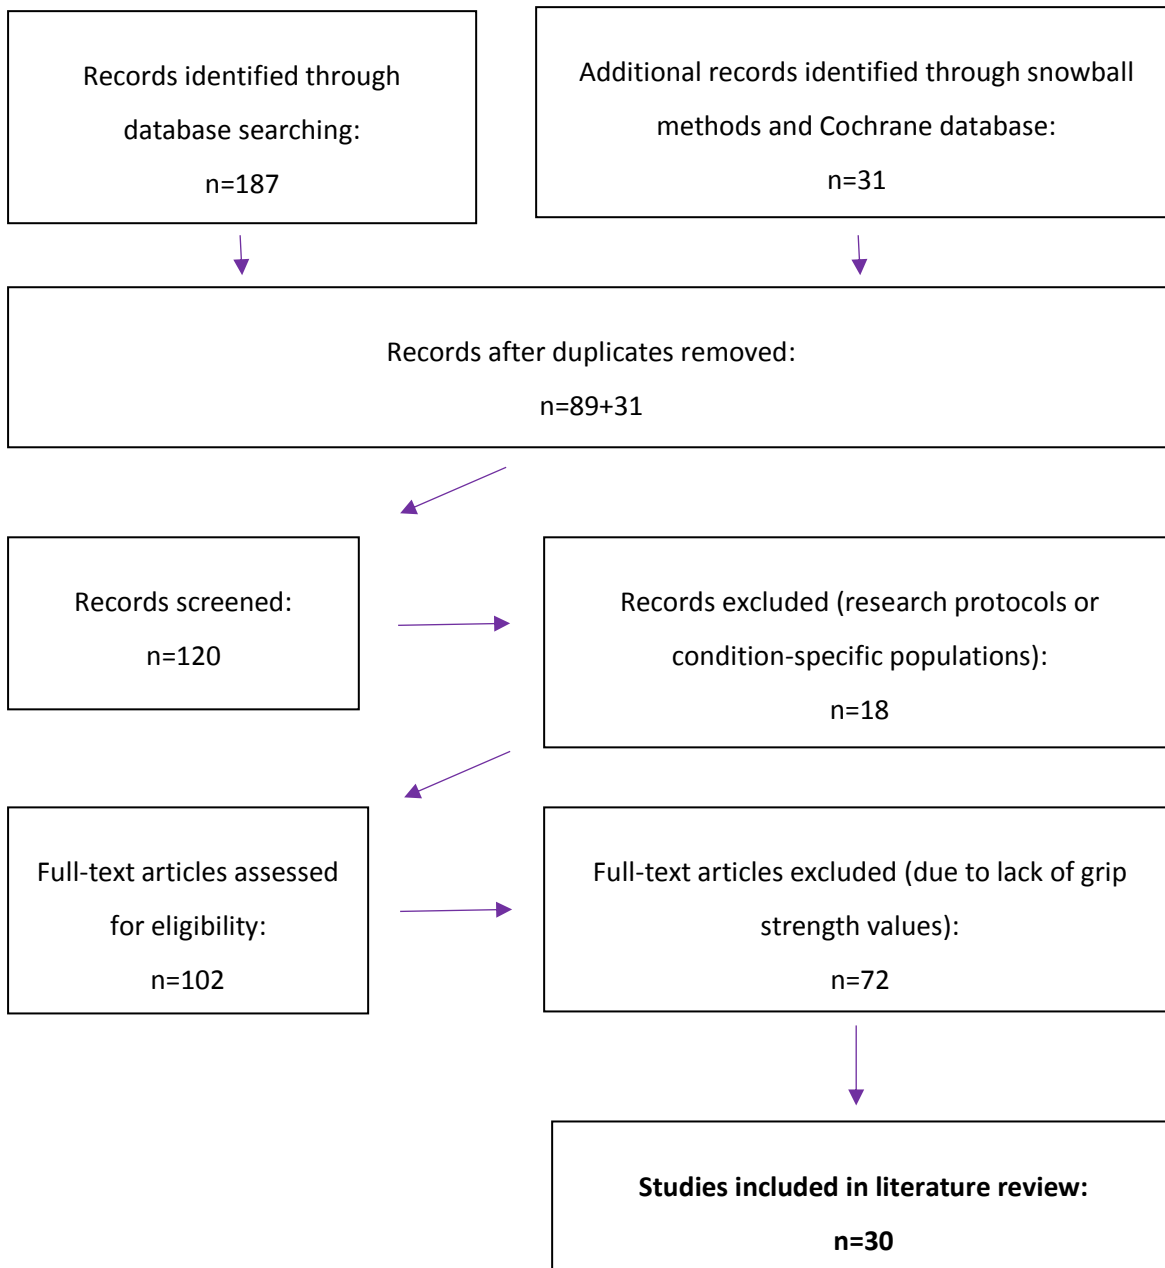 Records identified through
database searching:
n=187
Additional records identified through snowball
methods and Cochrane database:
n=31
Records after duplicates removed:
n=89+31
Records screened:
n=120
Records excluded (research protocols or
condition-specific populations):
n=18
Full-text articles assessed
for eligibility:
n=102
Full-text articles excluded (due to lack of grip
strength values):
n=72
Studies included in literature review:
n=30